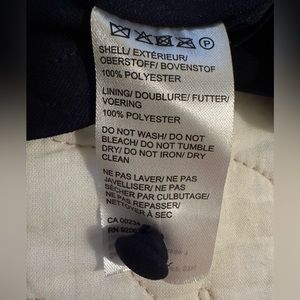 SHELL/ EXTÉRIEUR/
OBERSTOFF/ BOVENSTOF
100% POLYESTER
LINING/ DOUBLURE/ FUTTER/
VOERING
100% POLYESTER
DO NOT WASH/ DO NOT
BLEACH/ DO NOT TUMBLE
DRY/ DO NOT IRON/ DRY
CLEAN
NE PAS LAVER/ NE PAS
JAVELLISER/ NE PAS
SÉCHER PAR CULBUTAGE/
NE PAS REPASSER/
NETTOYER À SEC
CA
RN